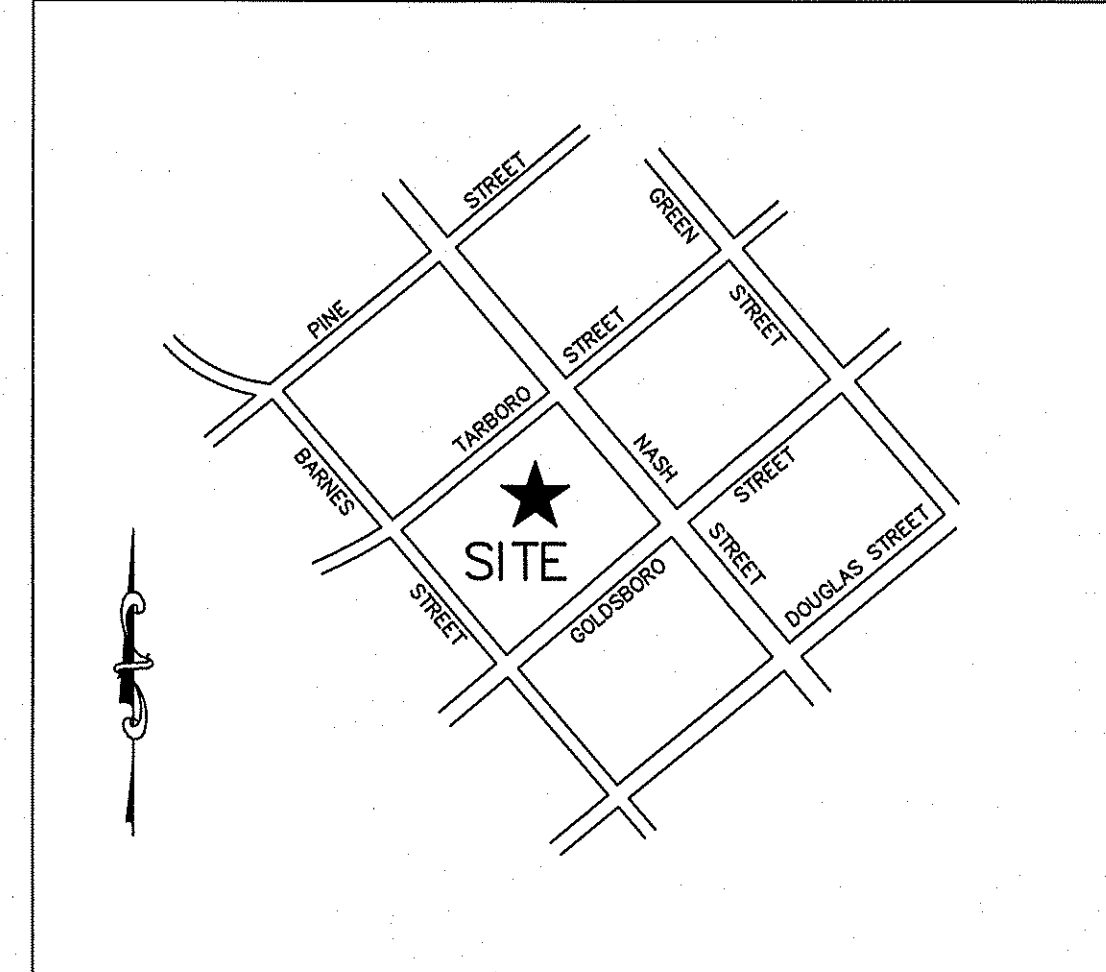 PINE STREET
GREEN STREET
TARBORO STREET
NASH STREET
BARNES STREET
GOLDSBORO STREET
DOUGLAS STREET
SITE